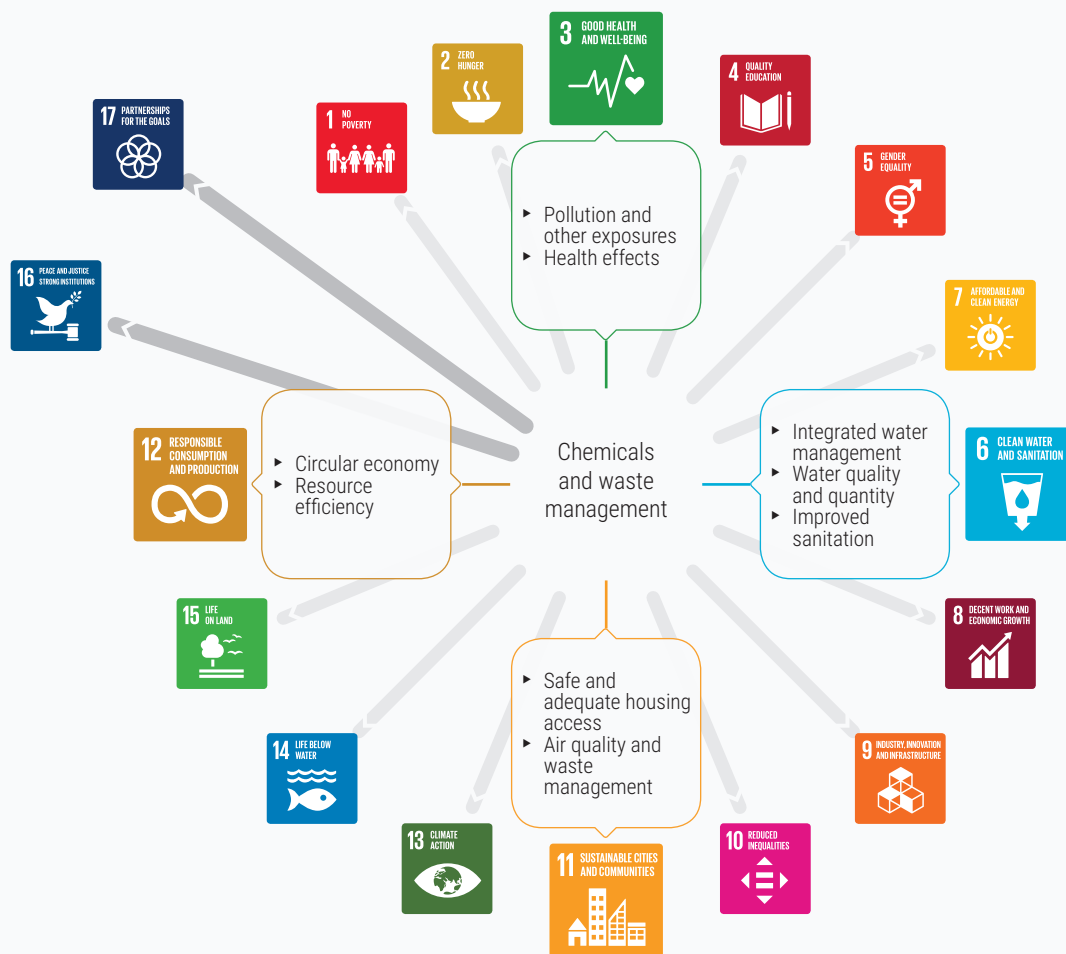 3 GOOD HEALTH
AND WELL-BEING
2 ZERO
HUNGER
4 QUALITY
EDUCATION
17 PARTNERSHIPS
FOR THE GOALS
1 NO
POVERTY
5 GENDER
EQUALITY
▸ Pollution and
other exposures
▸ Health effects
16 PEACE AND JUSTICE
STRONG INSTITUTIONS
7 AFFORDABLE AND
CLEAN ENERGY
12 RESPONSIBLE
CONSUMPTION
AND PRODUCTION
▸ Circular economy
▸ Resource
efficiency
Chemicals
and waste
management
▸ Integrated water
management
▸ Water quality
and quantity
▸ Improved
sanitation
6 CLEAN WATER
AND SANITATION
15 LIFE
ON LAND
8 DECENT WORK AND
ECONOMIC GROWTH
▸ Safe and
adequate housing
access
▸ Air quality and
waste
management
14 LIFE BELOW
WATER
9 INDUSTRY, INNOVATION
AND INFRASTRUCTURE
13 CLIMATE
ACTION
10 REDUCED
INEQUALITIES
11 SUSTAINABLE CITIES
AND COMMUNITIES